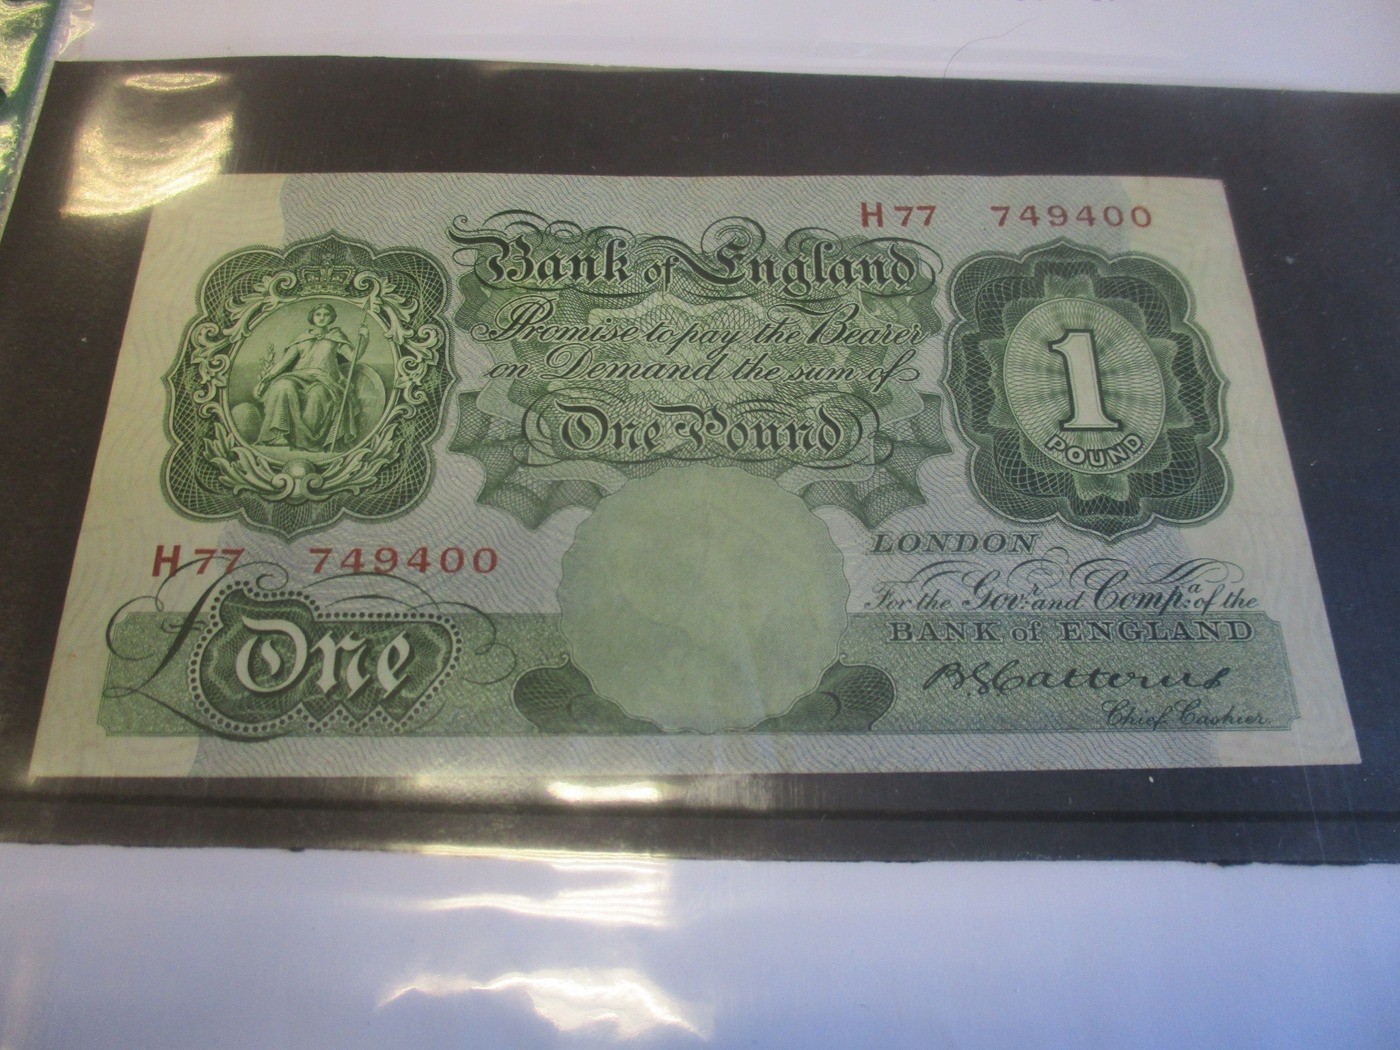 H77 749400
Bank of England
Promise to pay the Bearer
on Demand the sum of
One Pound
1
POUND
LONDON
For the Govr. and Compa. of the
BANK of ENGLAND
B G Catterns
Chief Cashier.
H77 749400
£One